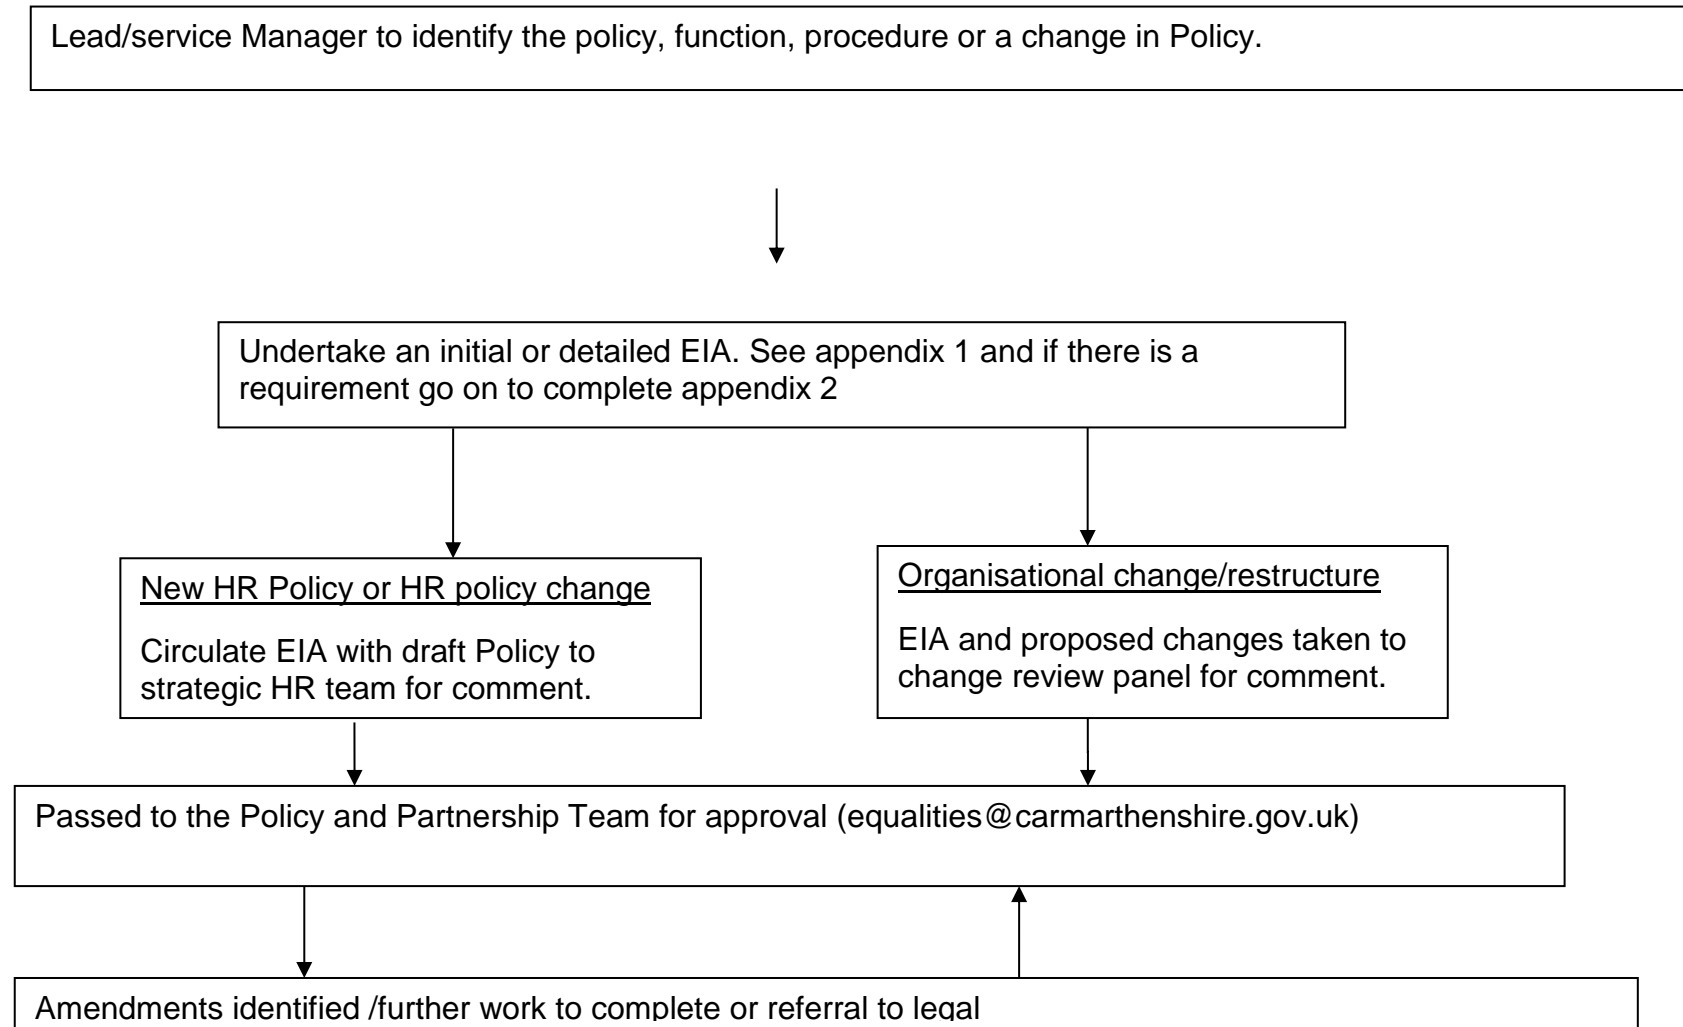 Lead/service Manager to identify the policy, function, procedure or a change in Policy.
Undertake an initial or detailed EIA. See appendix 1 and if there is a
requirement go on to complete appendix 2
New HR Policy or HR policy change
Circulate EIA with draft Policy to
strategic HR team for comment.
Organisational change/restructure
EIA and proposed changes taken to
change review panel for comment.
Passed to the Policy and Partnership Team for approval (equalities@carmarthenshire.gov.uk)
Amendments identified /further work to complete or referral to legal